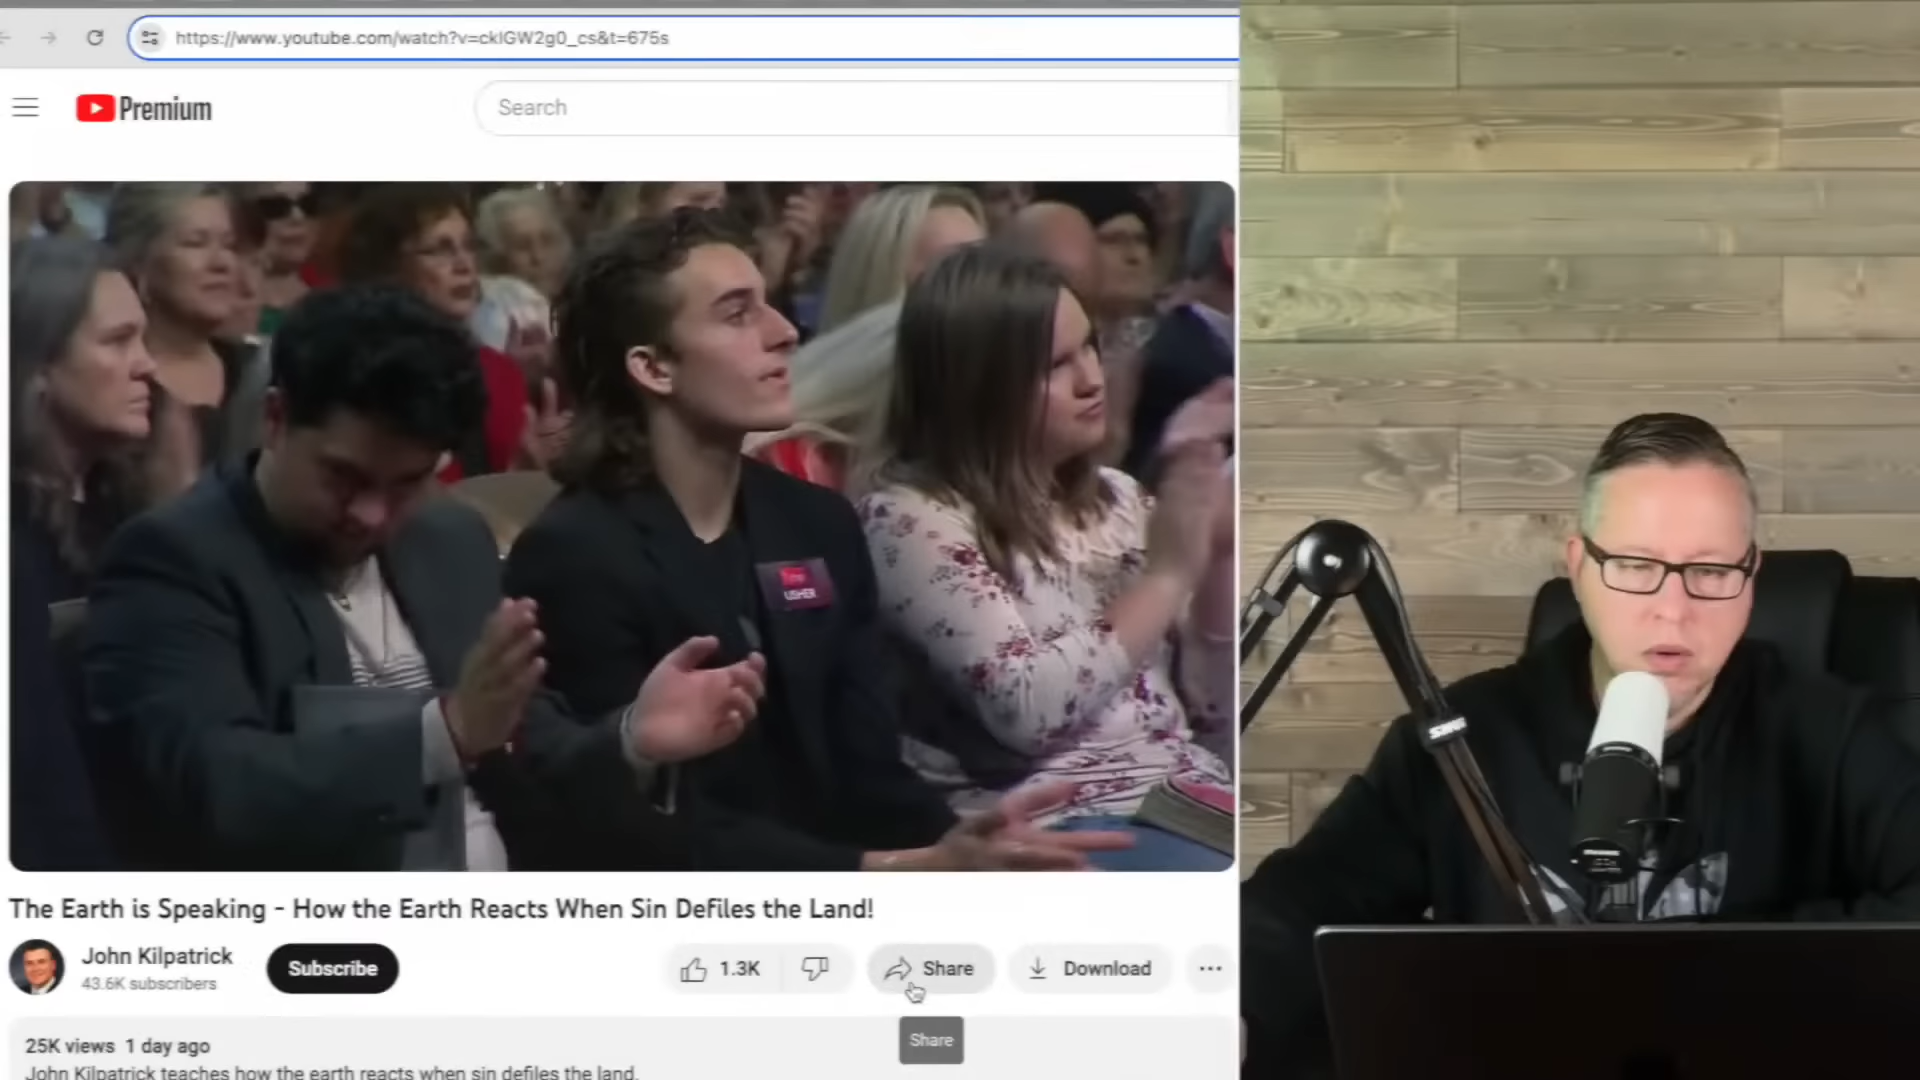 https://www.youtube.com/watch?v=cklGW2g0_cs&t=675s
Premium
Search
USHER
The Earth is Speaking - How the Earth Reacts When Sin Defiles the Land!
John Kilpatrick
43.6K subscribers
Subscribe
1.3K
Share
Download
Share
25K views 1 day ago
John Kilpatrick teaches how the earth reacts when sin defiles the land.